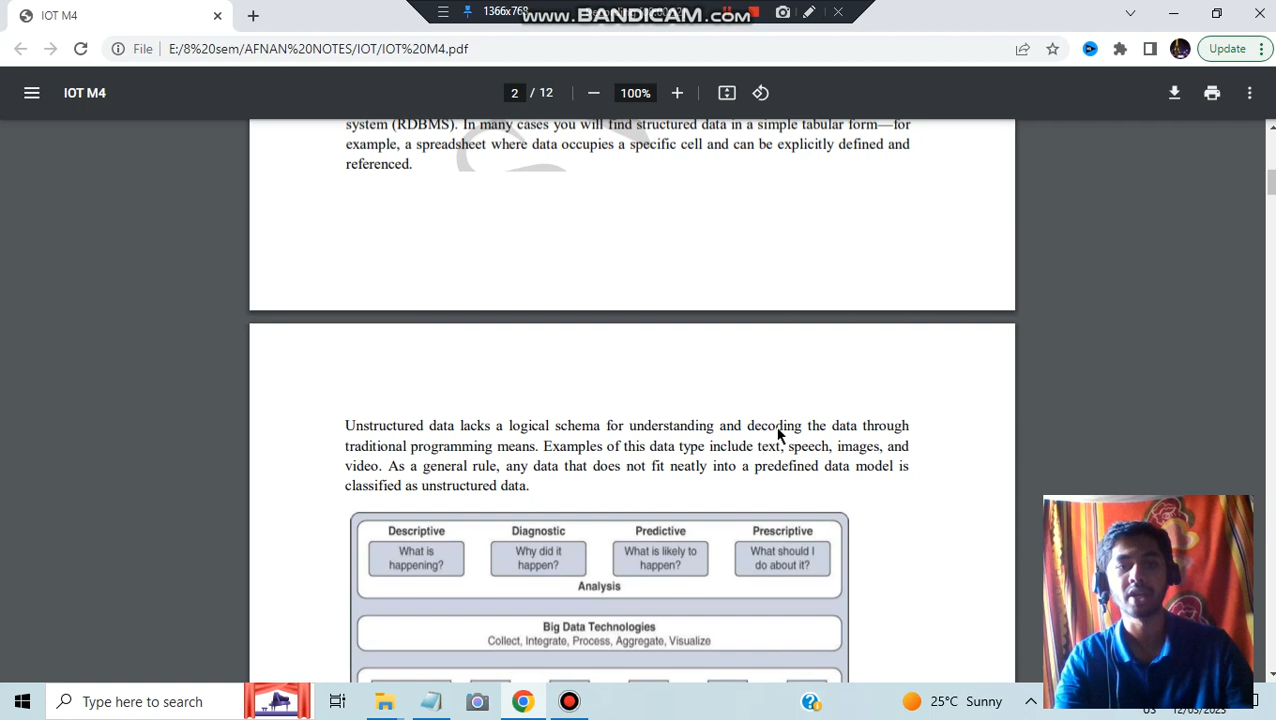 IOT M4
1366x768
www.BANDICAM.com
File
E:/8%20sem/AFNAN%20NOTES/IOT/IOT%20M4.pdf
Update
IOT M4
2 / 12
100%
system (RDBMS). In many cases you will find structured data in a simple tabular form—for
example, a spreadsheet where data occupies a specific cell and can be explicitly defined and
referenced.
Unstructured data lacks a logical schema for understanding and decoding the data through
traditional programming means. Examples of this data type include text, speech, images, and
video. As a general rule, any data that does not fit neatly into a predefined data model is
classified as unstructured data.
Descriptive Diagnostic Predictive Prescriptive
What is Why did it What is likely to What should I
happening? happen? happen? do about it?
Analysis
Big Data Technologies
Collect, Integrate, Process, Aggregate, Visualize
Type here to search
25°C Sunny
US
12/05/2023